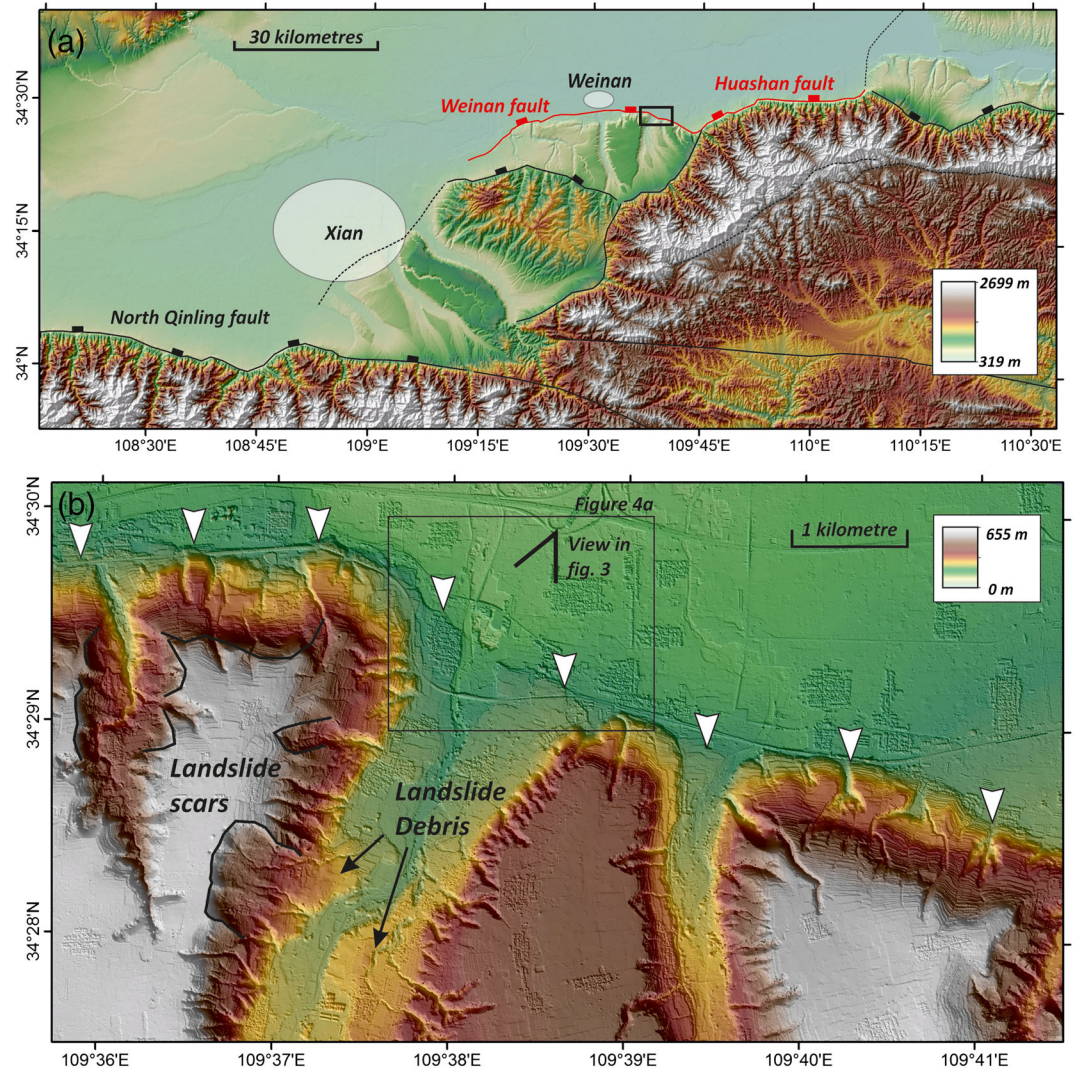 (a)
30 kilometres
Weinan
Huashan fault
Weinan fault
Xian
North Qinling fault
2699 m
319 m
34°30'N
34°15'N
34°N
108°30'E
108°45'E
109°E
109°15'E
109°30'E
109°45'E
110°E
110°15'E
110°30'E
(b)
Figure 4a
View in
fig. 3
1 kilometre
655 m
0 m
Landslide
scars
Landslide
Debris
34°30'N
34°29'N
34°28'N
109°36'E
109°37'E
109°38'E
109°39'E
109°40'E
109°41'E